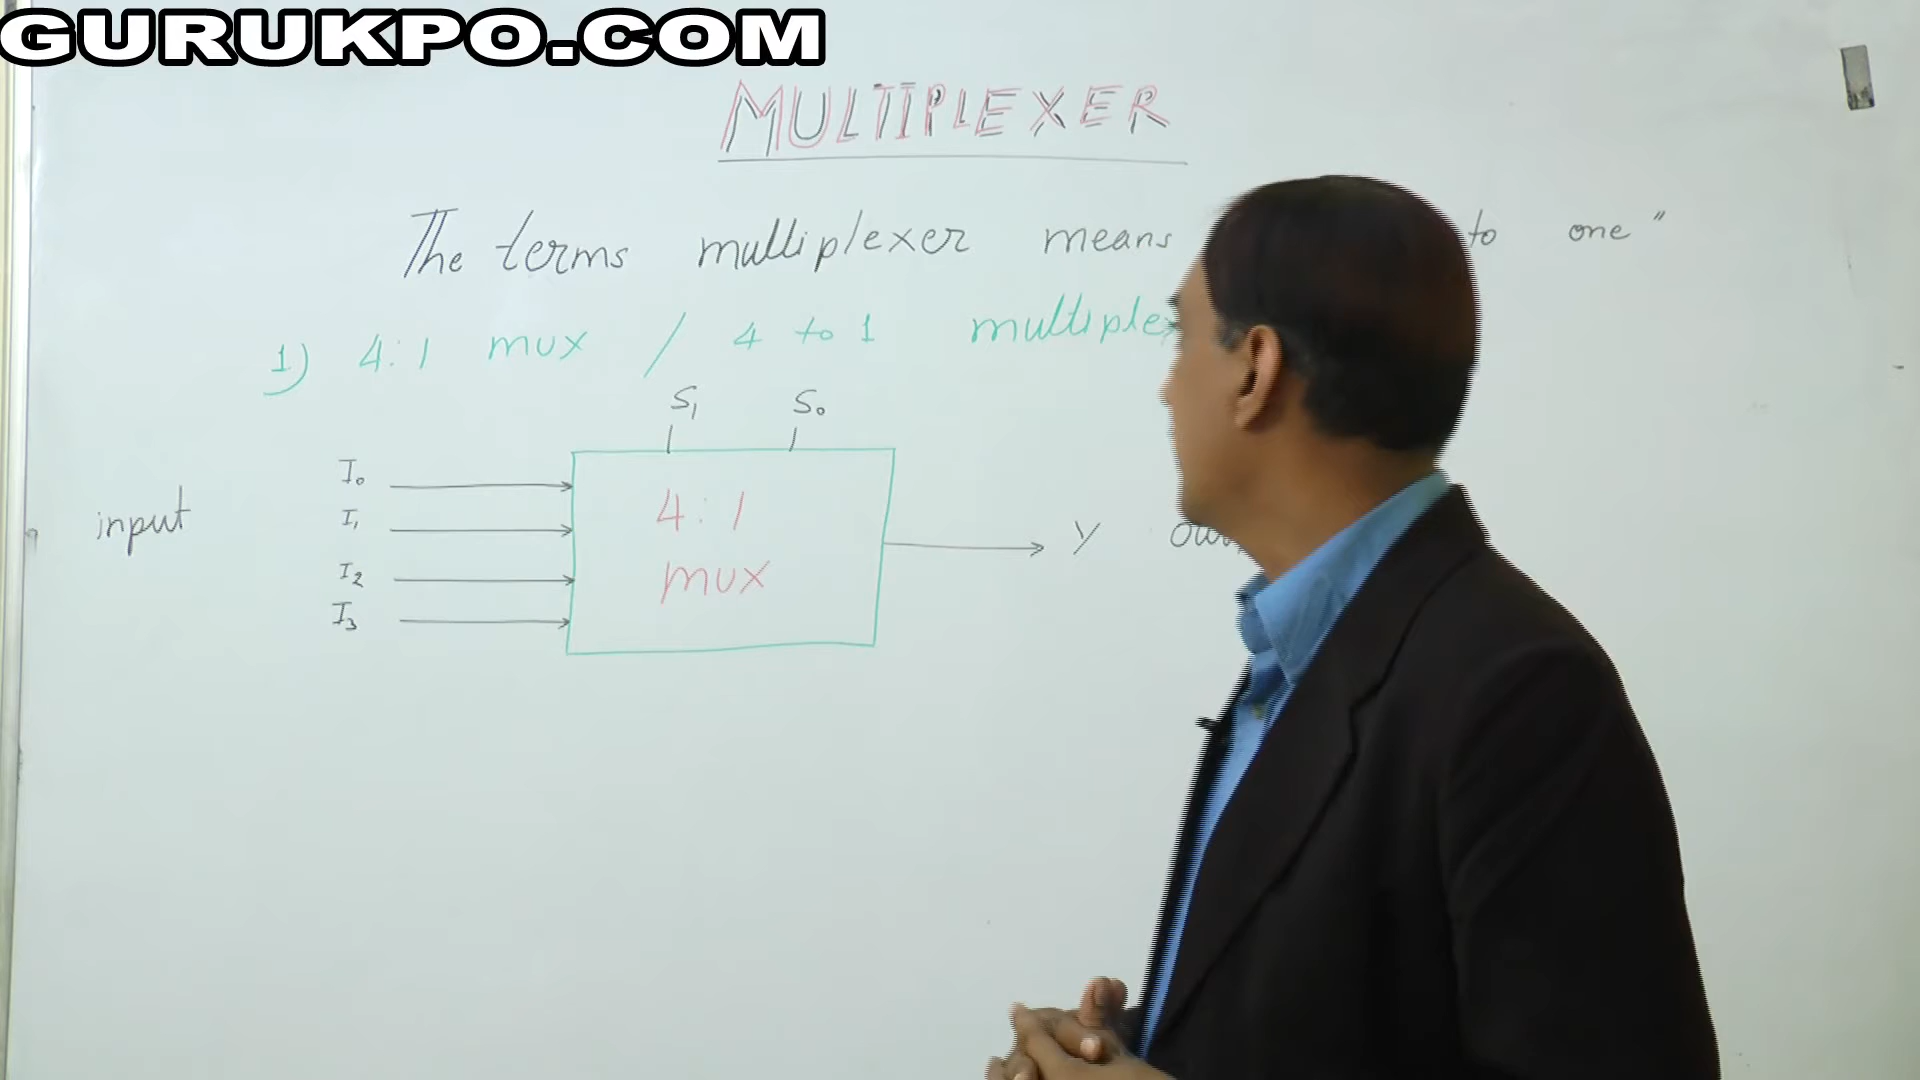 GURUKPO.COM
MULTIPLEXER
The terms multiplexer means to one"
1) 4:1 mux / 4 to 1
S1 S0
I0
I1
I2
I3
input
4:1
mux
Y